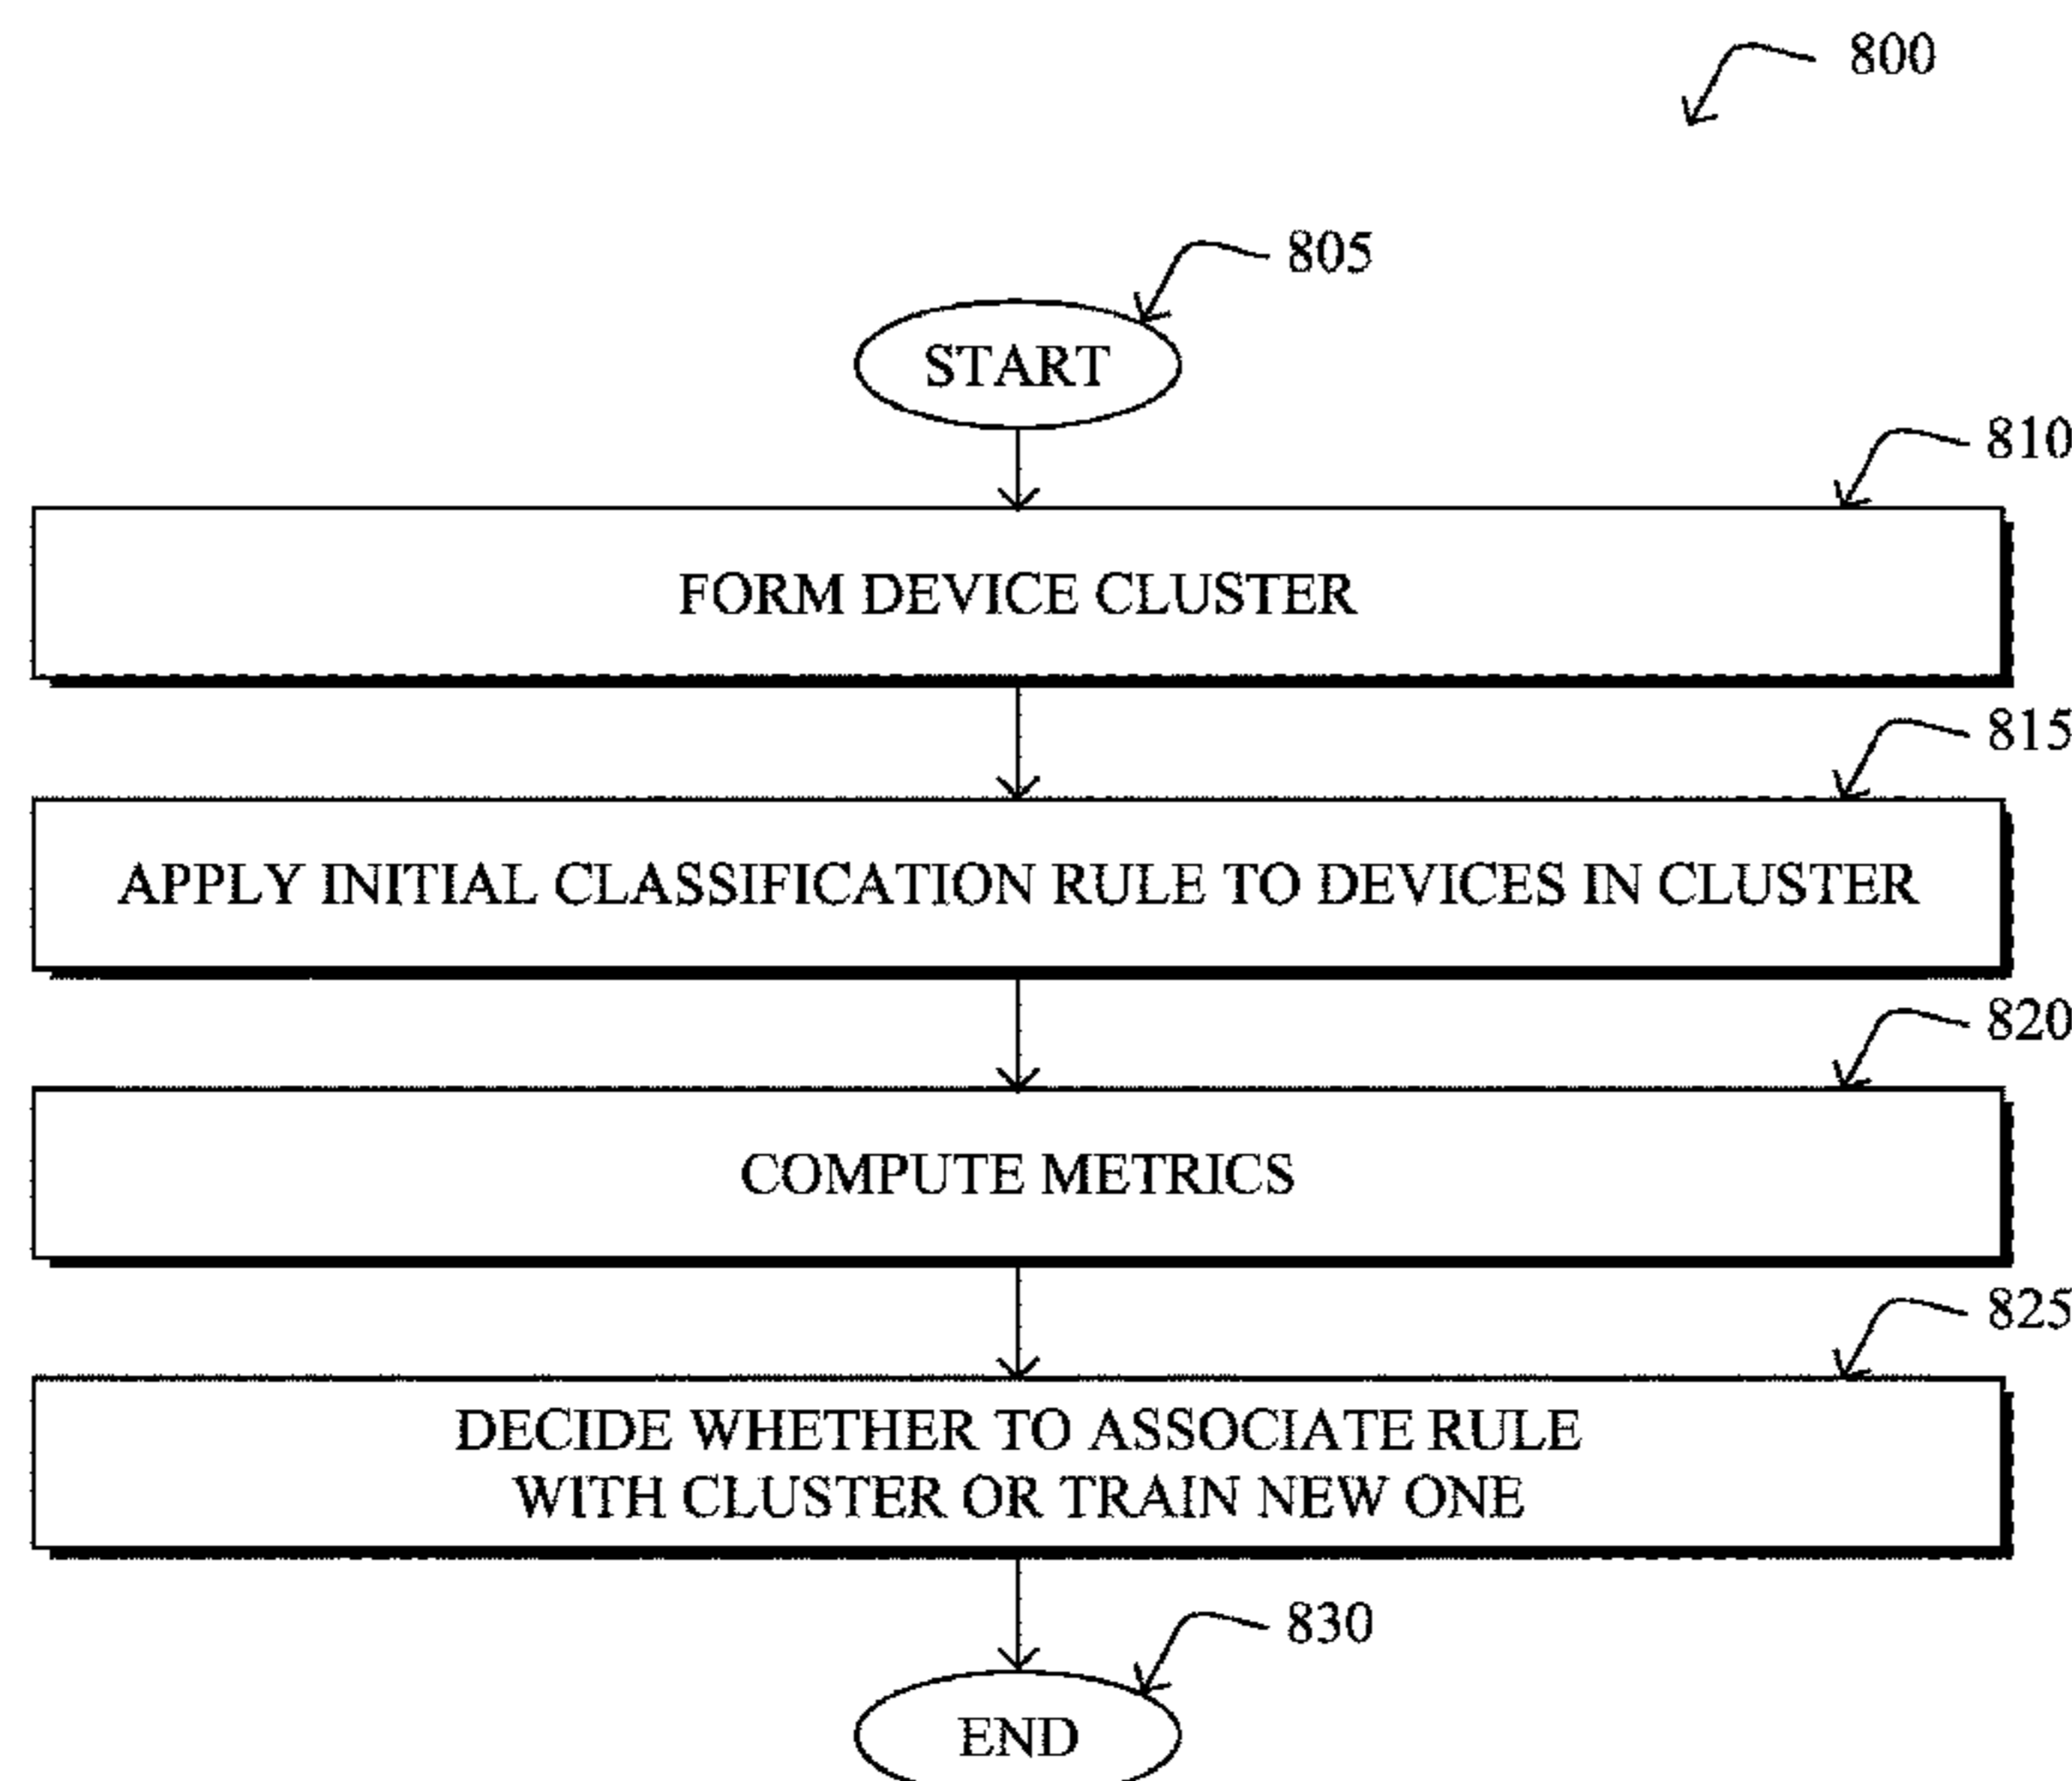 800
805
START
810
FORM DEVICE CLUSTER
815
APPLY INITIAL CLASSIFICATION RULE TO DEVICES IN CLUSTER
820
COMPUTE METRICS
825
DECIDE WHETHER TO ASSOCIATE RULE
WITH CLUSTER OR TRAIN NEW ONE
830
END